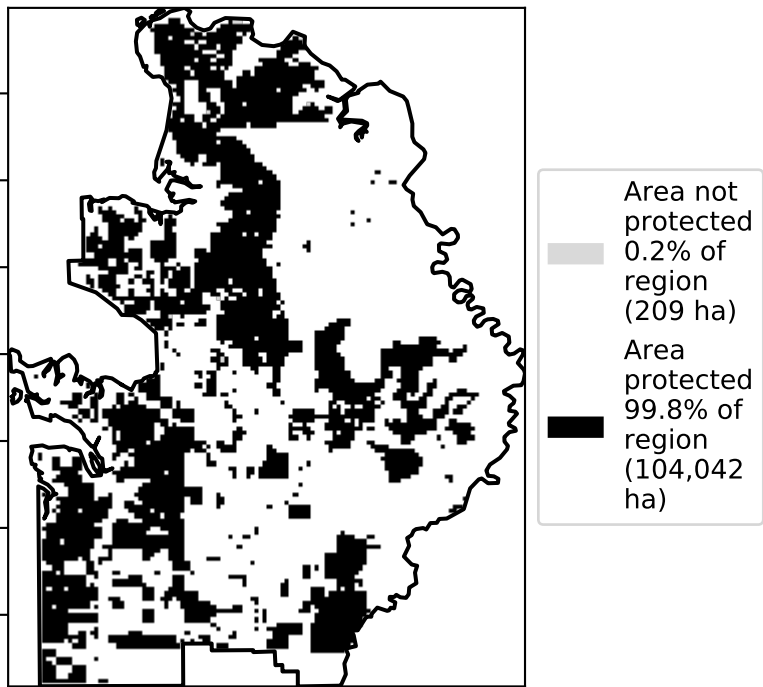 Area not
protected
0.2% of
region
(209 ha)
Area
protected
99.8% of
region
(104,042
ha)